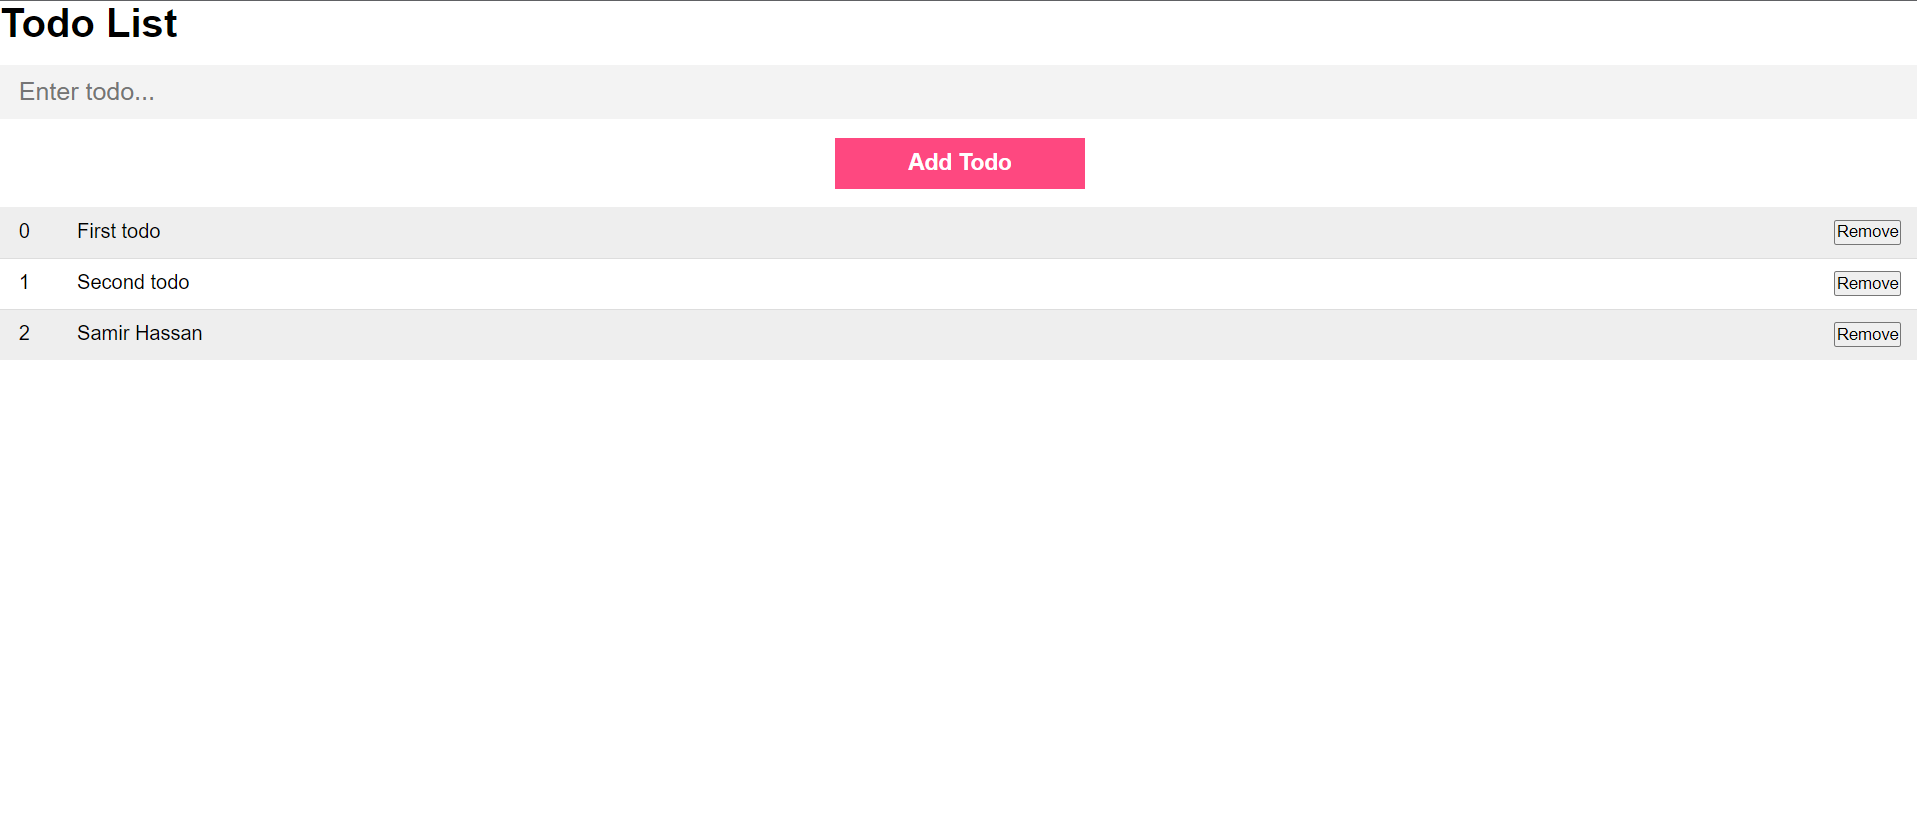 Todo List
Enter todo...
Add Todo
0 First todo Remove
1 Second todo Remove
2 Samir Hassan Remove